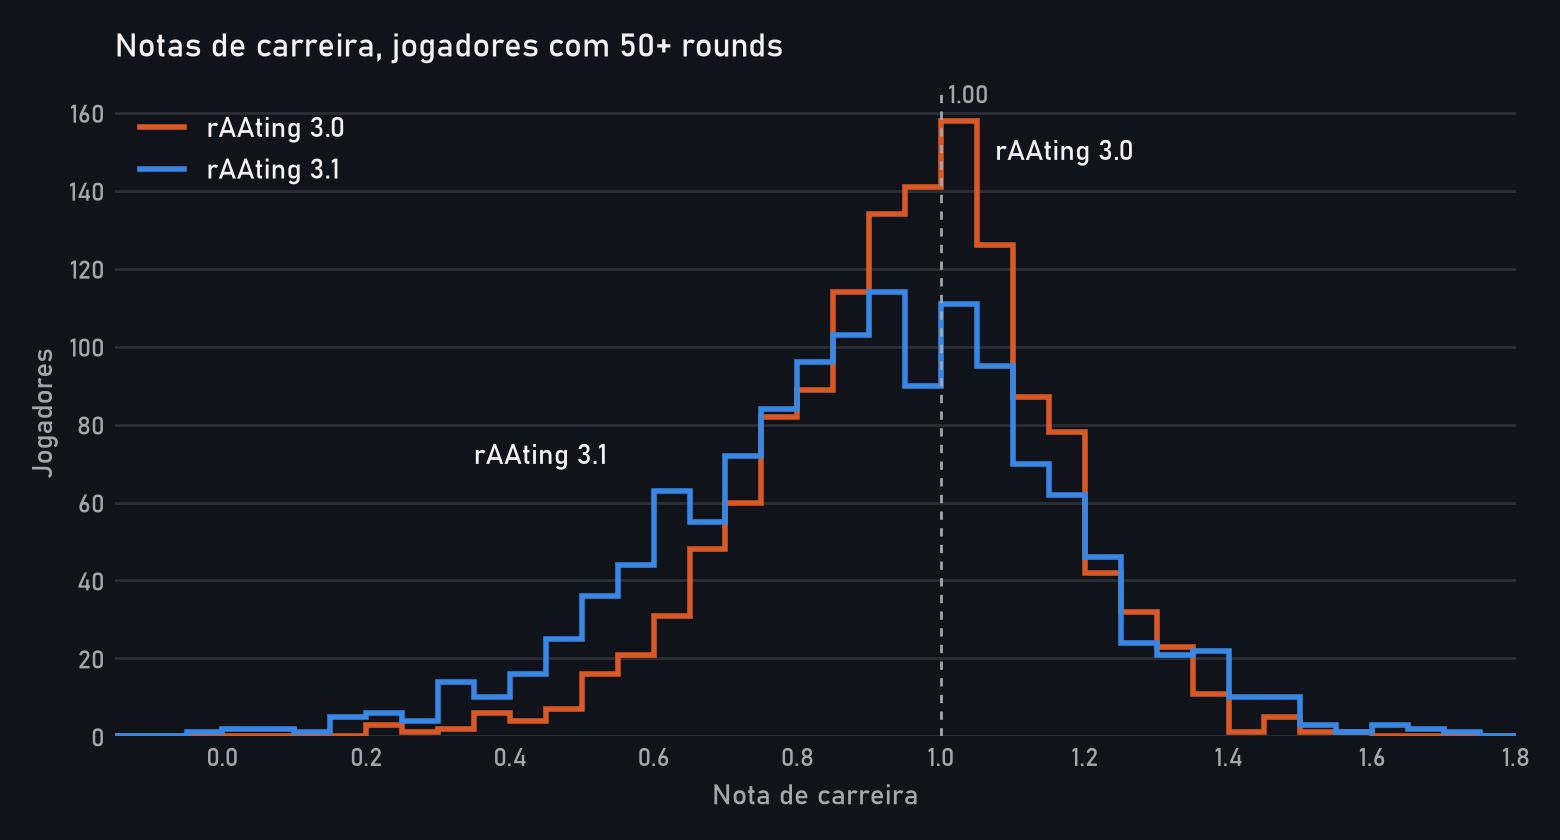 Notas de carreira, jogadores com 50+ rounds
1.00
160
rAAting 3.0
rAAting 3.0
rAAting 3.1
140
120
100
80
rAAting 3.1
60
40
20
0
Jogadores
0.0 0.2 0.4 0.6 0.8 1.0 1.2 1.4 1.6 1.8
Nota de carreira